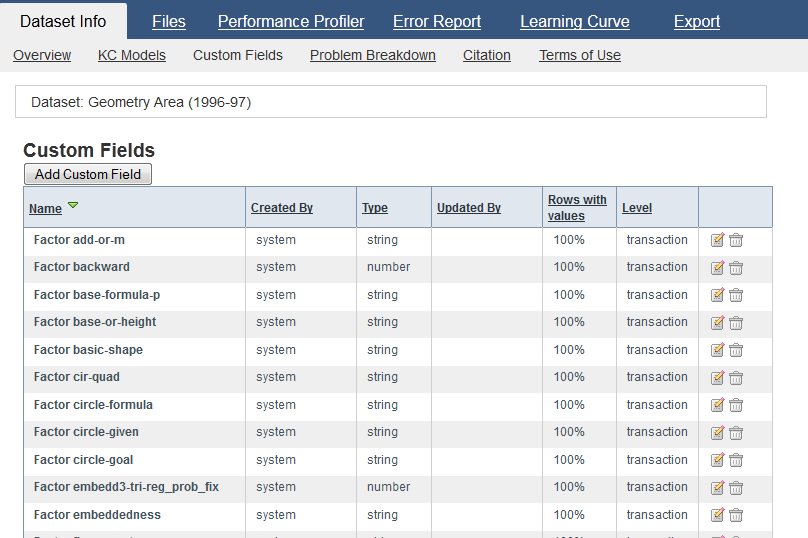 Dataset Info Files Performance Profiler Error Report Learning Curve Export
Overview KC Models Custom Fields Problem Breakdown Citation Terms of Use
Dataset: Geometry Area (1996-97)
Custom Fields
Add Custom Field
Name Created By Type Updated By Rows with values Level
Factor add-or-m system string 100% transaction
Factor backward system number 100% transaction
Factor base-formula-p system string 100% transaction
Factor base-or-height system string 100% transaction
Factor basic-shape system string 100% transaction
Factor cir-quad system string 100% transaction
Factor circle-formula system string 100% transaction
Factor circle-given system string 100% transaction
Factor circle-goal system string 100% transaction
Factor embedd3-tri-reg_prob_fix system number 100% transaction
Factor embeddedness system string 100% transaction